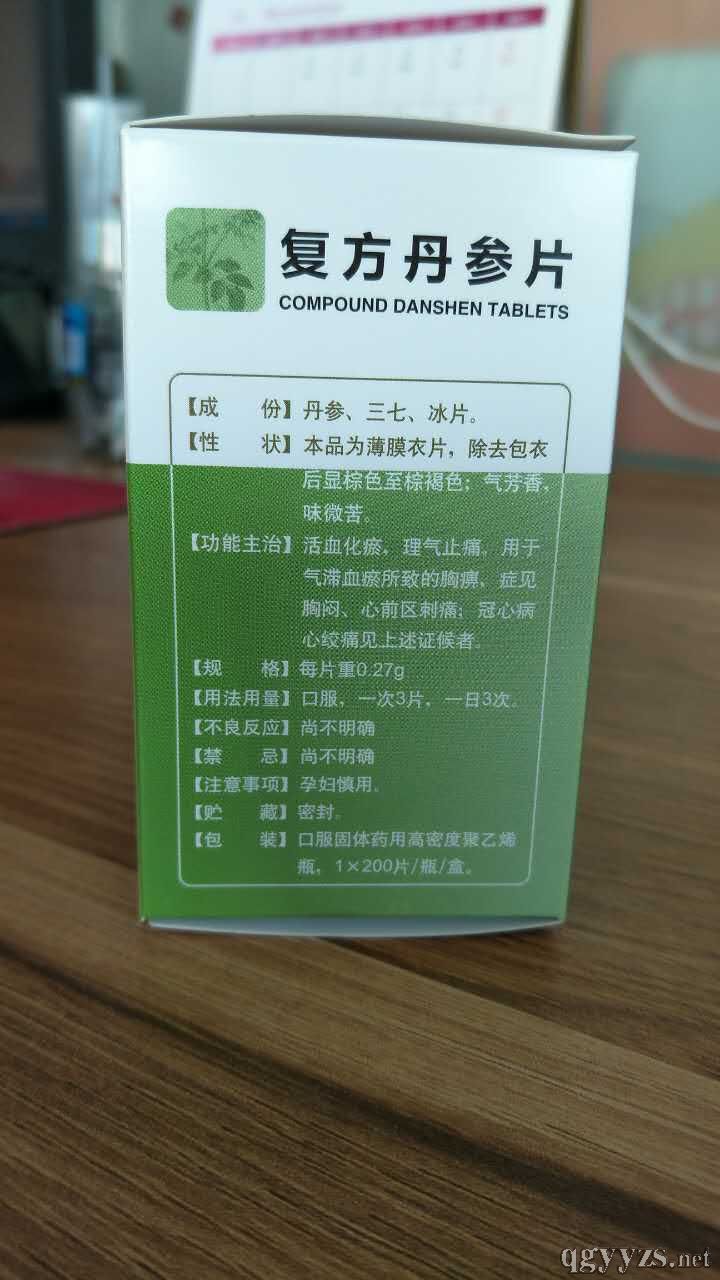 复方丹参片
COMPOUND DANSHEN TABLETS
【成 份】丹参、三七、冰片。
【性 状】本品为薄膜衣片，除去包衣
后显棕色至棕褐色；气芳香，
味微苦。
【功能主治】活血化瘀，理气止痛。用于
气滞血瘀所致的胸痹，症见
胸闷、心前区刺痛；冠心病
心绞痛见上述证候者。
【规 格】每片重0.27g
【用法用量】口服，一次3片，一日3次。
【不良反应】尚不明确
【禁 忌】尚不明确
【注意事项】孕妇慎用。
【贮 藏】密封。
【包 装】口服固体药用高密度聚乙烯
瓶，1×200片/瓶/盒。
qgyyzs.net